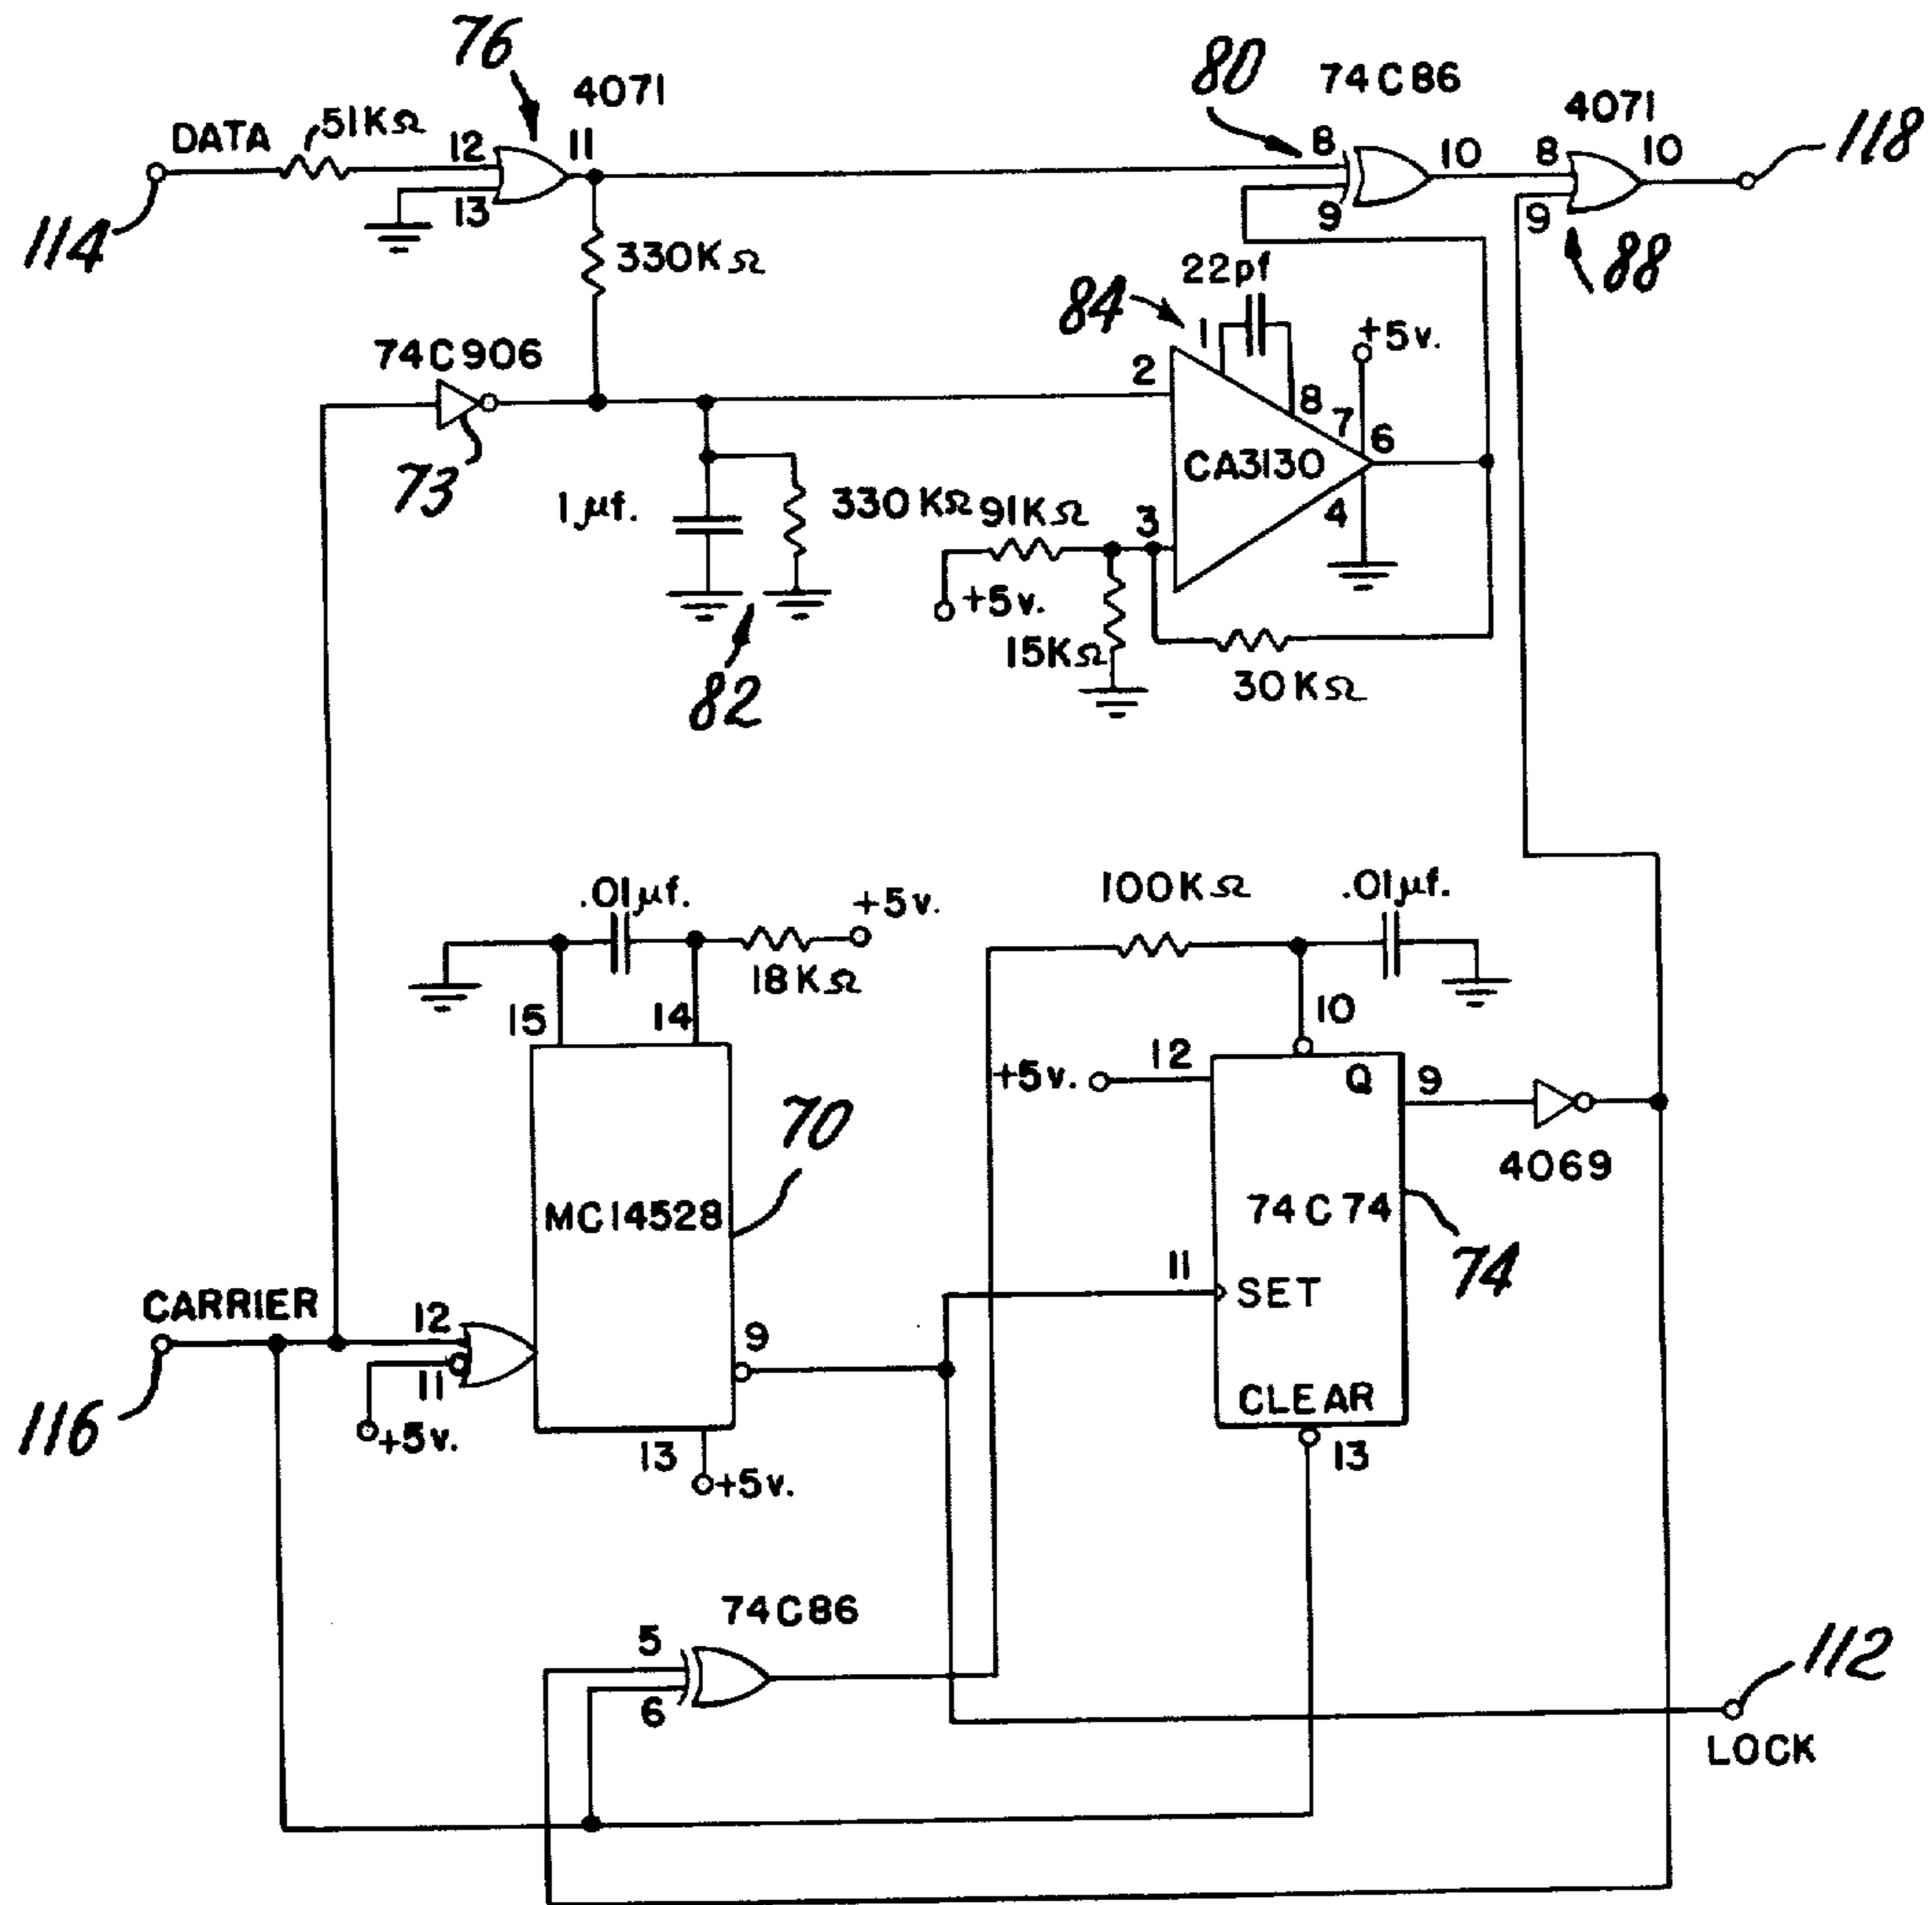 76
4071
80
74C86
4071
118
DATA
51KΩ
12
11
13
8
10
9
8
10
9
114
330KΩ
88
22pf
84
1
+5v.
74C906
2
8
7
6
73
CA3130
1μf.
330KΩ
91KΩ
3
4
+5v.
15KΩ
30KΩ
82
.01μf.
+5v.
18KΩ
100KΩ
.01μf.
15
14
10
12
+5v.
Q
9
70
4069
MC14528
74C74
74
11
SET
CARRIER
12
11
9
116
+5v.
CLEAR
13
+5v.
13
74C86
5
6
112
LOCK